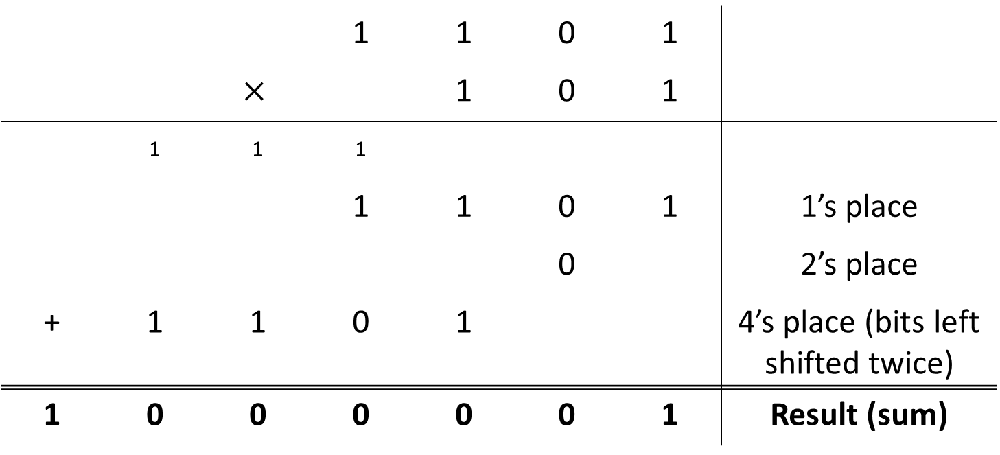 1 1 0 1
× 1 0 1
1 1 1
1 1 0 1 1’s place
0 2’s place
+ 1 1 0 1 4’s place (bits left
shifted twice)
1 0 0 0 0 0 1 Result (sum)